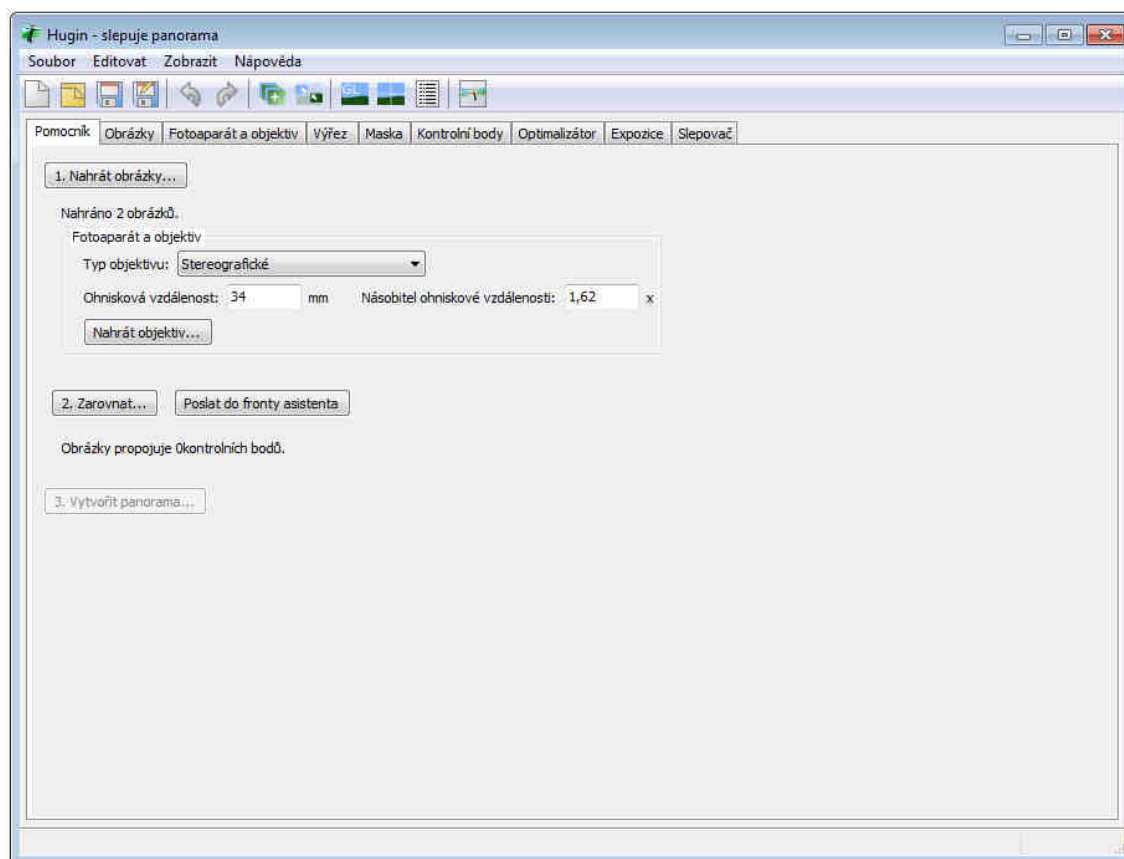 Hugin - slepuje panorama
Soubor Editovat Zobrazit Nápověda
GL
Pomocník Obrázky Fotoaparát a objektiv Výřez Maska Kontrolní body Optimalizátor Expozice Slepovač
1. Nahrát obrázky...
Nahráno 2 obrázků.
Fotoaparát a objektiv
Typ objektivu: Stereografické
Ohnisková vzdálenost: 34 mm Násobitel ohniskové vzdálenosti: 1,62 x
Nahrát objektiv...
2. Zarovnat... Poslat do fronty asistenta
Obrázky propojuje 0kontrolních bodů.
3. Vytvořit panorama...